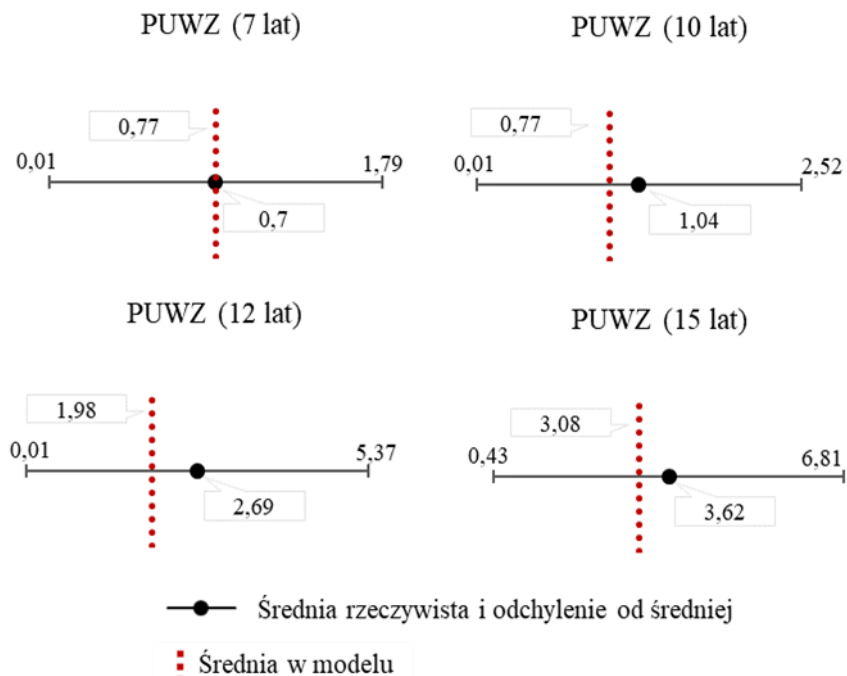 PUWZ (7 lat)
0,77
0,01
1,79
0,7
PUWZ (10 lat)
0,77
0,01
2,52
1,04
PUWZ (12 lat)
1,98
0,01
5,37
2,69
PUWZ (15 lat)
3,08
0,43
6,81
3,62
Średnia rzeczywista i odchylenie od średniej
Średnia w modelu